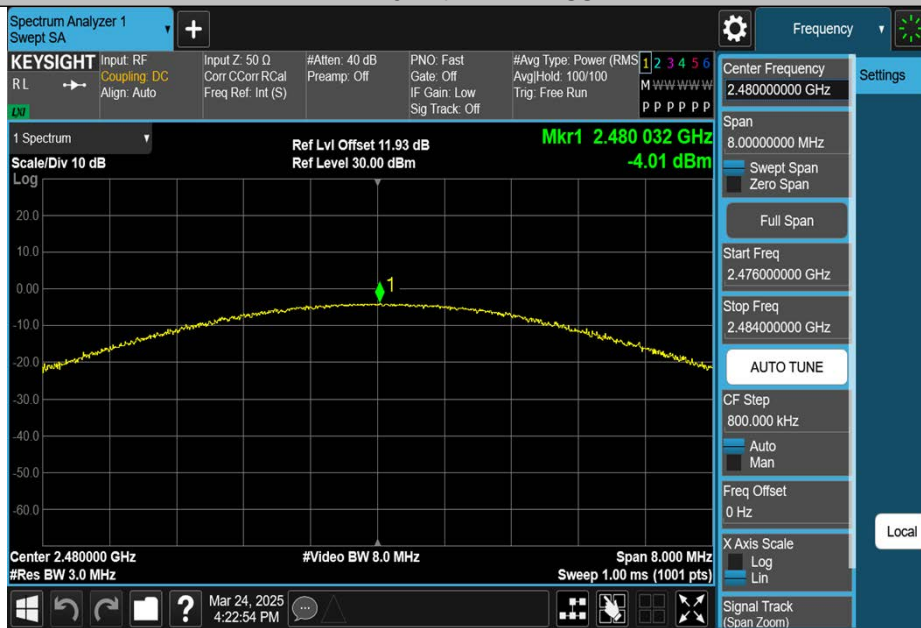 Spectrum Analyzer 1
Swept SA
+
Frequency
KEYSIGHT
R L
LXI
Input: RF
Coupling: DC
Align: Auto
Input Z: 50 Ω
Corr CCorr RCal
Freq Ref: Int (S)
#Atten: 40 dB
Preamp: Off
PNO: Fast
Gate: Off
IF Gain: Low
Sig Track: Off
#Avg Type: Power (RMS
Avg|Hold: 100/100
Trig: Free Run
1 2 3 4 5 6
M W W W W W
P P P P P P
1 Spectrum
Scale/Div 10 dB
Log
Ref Lvl Offset 11.93 dB
Ref Level 30.00 dBm
Mkr1 2.480 032 GHz
-4.01 dBm
20.0
10.0
0.00
-10.0
-20.0
-30.0
-40.0
-50.0
-60.0
1
Center 2.480000 GHz
#Res BW 3.0 MHz
#Video BW 8.0 MHz
Span 8.000 MHz
Sweep 1.00 ms (1001 pts)
?
Mar 24, 2025
4:22:54 PM
Center Frequency
2.480000000 GHz
Span
8.00000000 MHz
Swept Span
Zero Span
Full Span
Start Freq
2.476000000 GHz
Stop Freq
2.484000000 GHz
AUTO TUNE
CF Step
800.000 kHz
Auto
Man
Freq Offset
0 Hz
X Axis Scale
Log
Lin
Signal Track
(Span Zoom)
Settings
Local